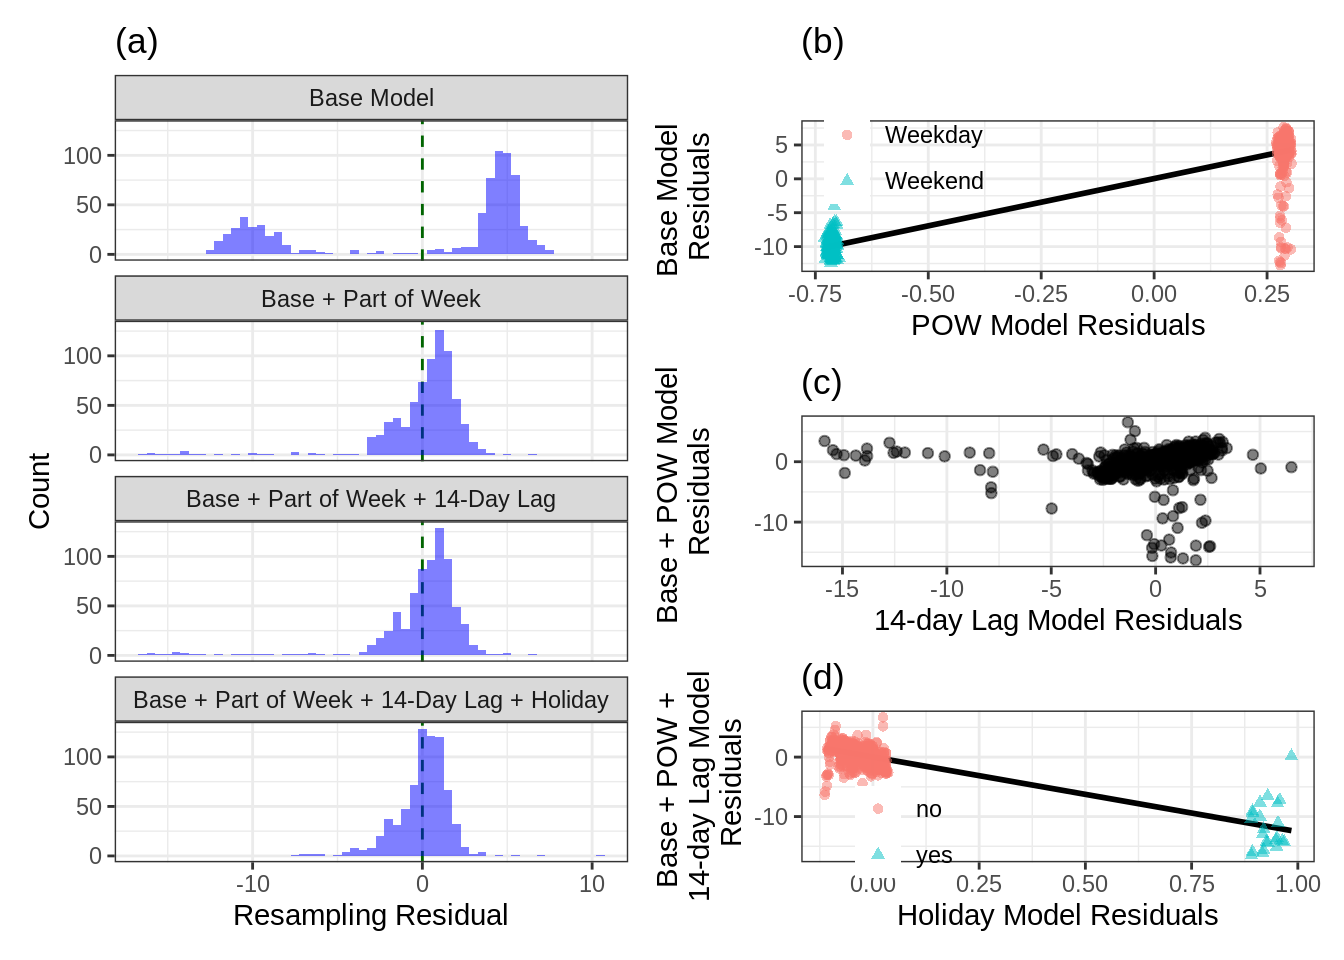 (a)
Base Model
100
50
0
Base + Part of Week
100
50
0
Base + Part of Week + 14-Day Lag
100
50
0
Base + Part of Week + 14-Day Lag + Holiday
100
50
0
-10 0 10
Resampling Residual
Count
(b)
Base Model
Residuals
5
0
-5
-10
Weekday
Weekend
-0.75 -0.50 -0.25 0.00 0.25
POW Model Residuals
(c)
Base + POW Model
Residuals
0
-10
-15 -10 -5 0 5
14-day Lag Model Residuals
(d)
Base + POW +
14-day Lag Model
Residuals
0
-10
no
yes
0.00 0.25 0.50 0.75 1.00
Holiday Model Residuals